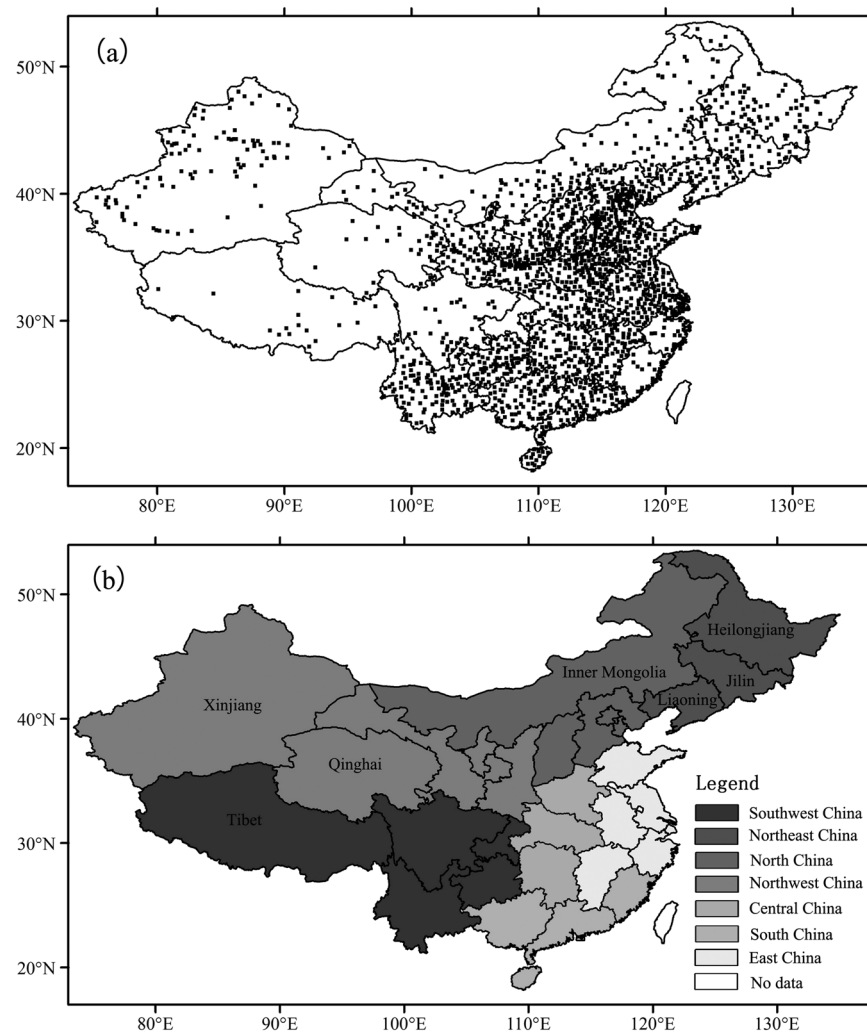 (a)
50°N
40°N
30°N
20°N
80°E 90°E 100°E 110°E 120°E 130°E
(b)
50°N
40°N
30°N
20°N
Heilongjiang
Inner Mongolia
Jilin
Liaoning
Xinjiang
Qinghai
Tibet
Legend
Southwest China
Northeast China
North China
Northwest China
Central China
South China
East China
No data
80°E 90°E 100°E 110°E 120°E 130°E